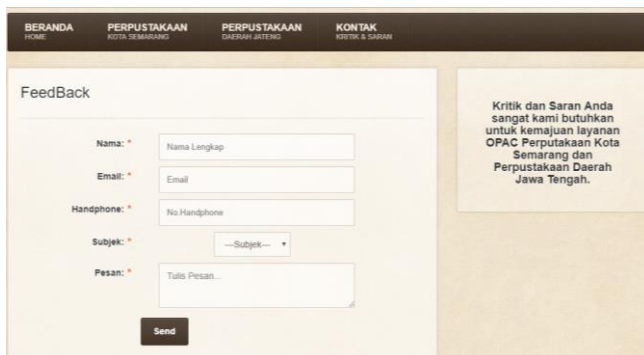 BERANDA PERPUSTAKAAN PERPUSTAKAAN KONTAK
HOME KOTA SEMARANG DAERAH JATENG KRITIK & SARAN
FeedBack
Nama: * Nama Lengkap
Email: * Email
Handphone: * No.Handphone
Subjek: * ---Subjek---
Pesan: * Tulis Pesan...
Send
Kritik dan Saran Anda
sangat kami butuhkan
untuk kemajuan layanan
OPAC Perputakaan Kota
Semarang dan
Perpustakaan Daerah
Jawa Tengah.